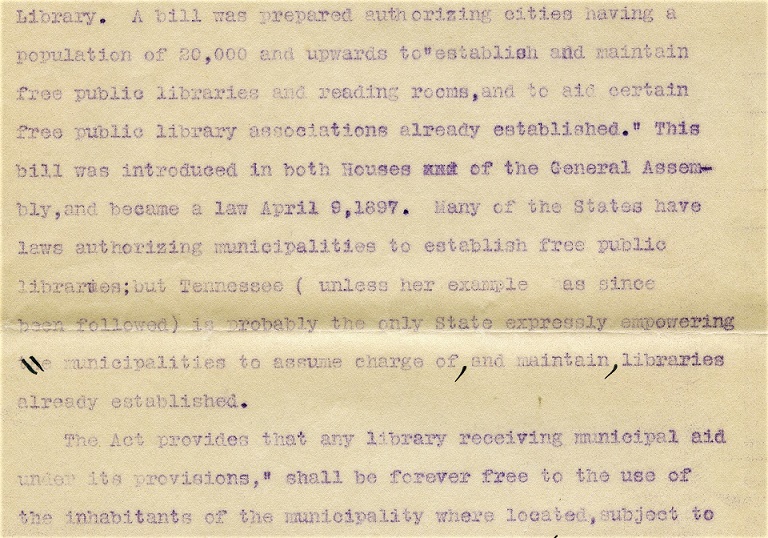 Library.  A bill was prepared authorizing cities having a
population of 20,000 and upwards to"establish and maintain
free public libraries and reading rooms,and to aid certain
free public library associations already established." This
bill was introduced in both Houses xxx of the General Assem-
bly,and became a law April 9,1897.  Many of the States have
laws authorizing municipalities to establish free public
libraries;but Tennessee ( unless her example  as since
been followed) is probably the only State expressly empowering
municipalities to assume charge of,and maintain,libraries
already established.
The Act provides that any library receiving municipal aid
under its provisions," shall be forever free to the use of
the inhabitants of the municipality where located,subject to